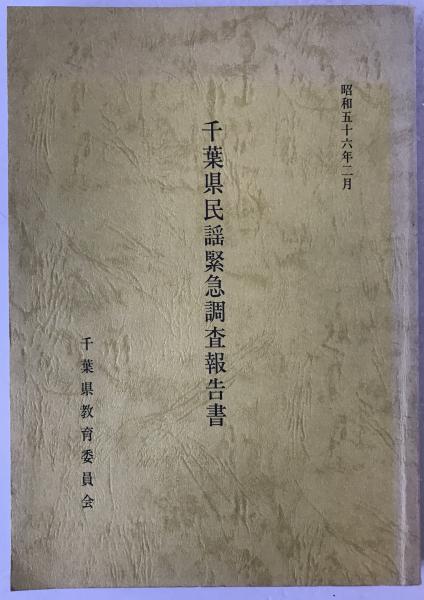 昭和五十六年二月
千葉県民謡緊急調査報告書
千葉県教育委員会